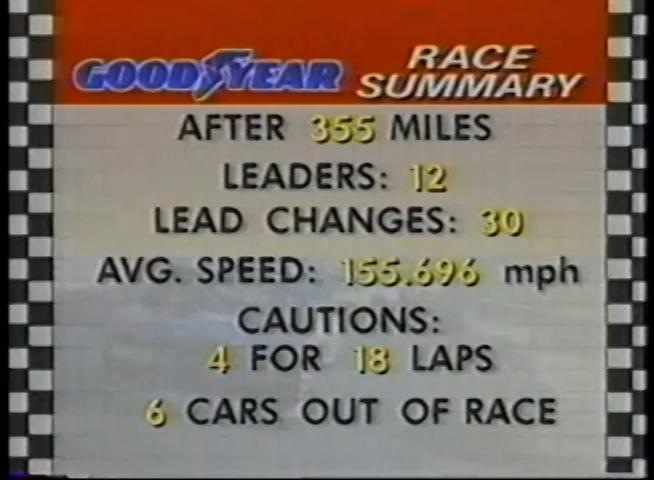 GOODYEAR RACE
SUMMARY
AFTER 355 MILES
LEADERS: 12
LEAD CHANGES: 30
AVG. SPEED: 155.696 mph
CAUTIONS:
4 FOR 18 LAPS
6 CARS OUT OF RACE